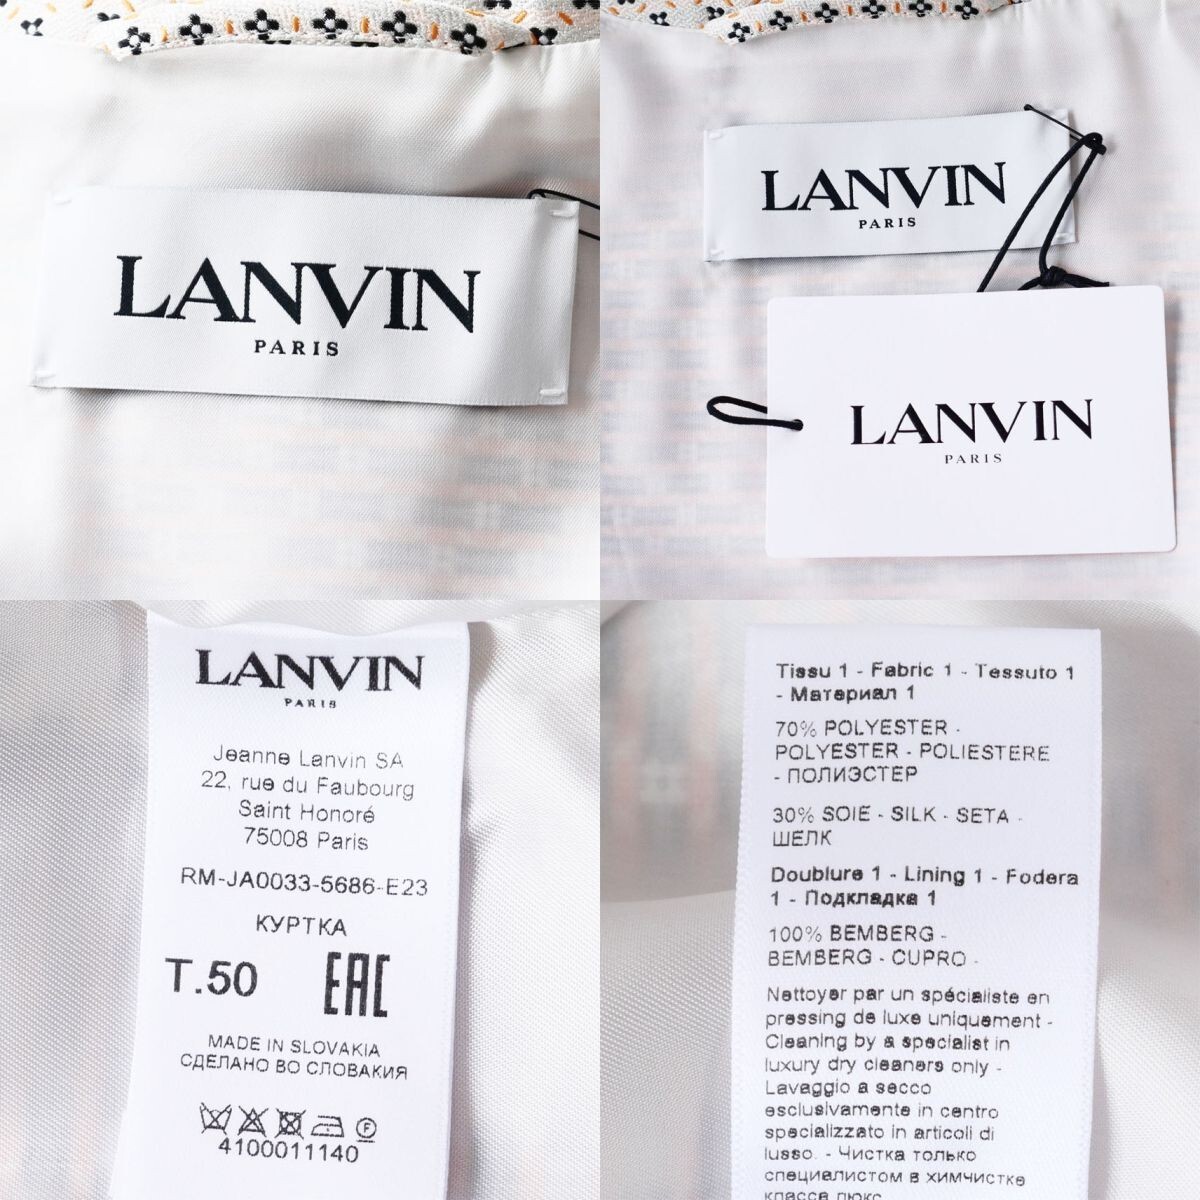 LANVIN
PARIS
LANVIN
PARIS
LANVIN
PARIS
LANVIN
PARIS
Jeanne Lanvin SA
22, rue du Faubourg
Saint Honoré
75008 Paris
RM-JA0033-5686-E23
КУРТКА
T.50 EAC
MADE IN SLOVAKIA
СДЕЛАНО ВО СЛОВАКИЯ
F
4100011140
Tissu 1 - Fabric 1 - Tessuto 1
- Материал 1
70% POLYESTER -
POLYESTER - POLIESTERE
- ПОЛИЭСТЕР
30% SOIE - SILK - SETA -
ШЕЛК
Doublure 1 - Lining 1 - Fodera
1 - Подкладка 1
100% BEMBERG -
BEMBERG - CUPRO -
Nettoyer par un spécialiste en
pressing de luxe uniquement -
Cleaning by a specialist in
luxury dry cleaners only -
Lavaggio a secco
esclusivamente in centro
specializzato in articoli di
lusso. - Чистка только
специалистом в химчистке
класса люкс